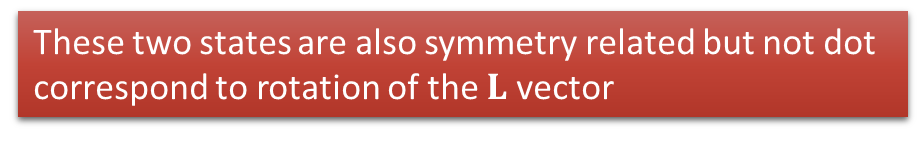 These two states are also symmetry related but not dot
correspond to rotation of the L vector